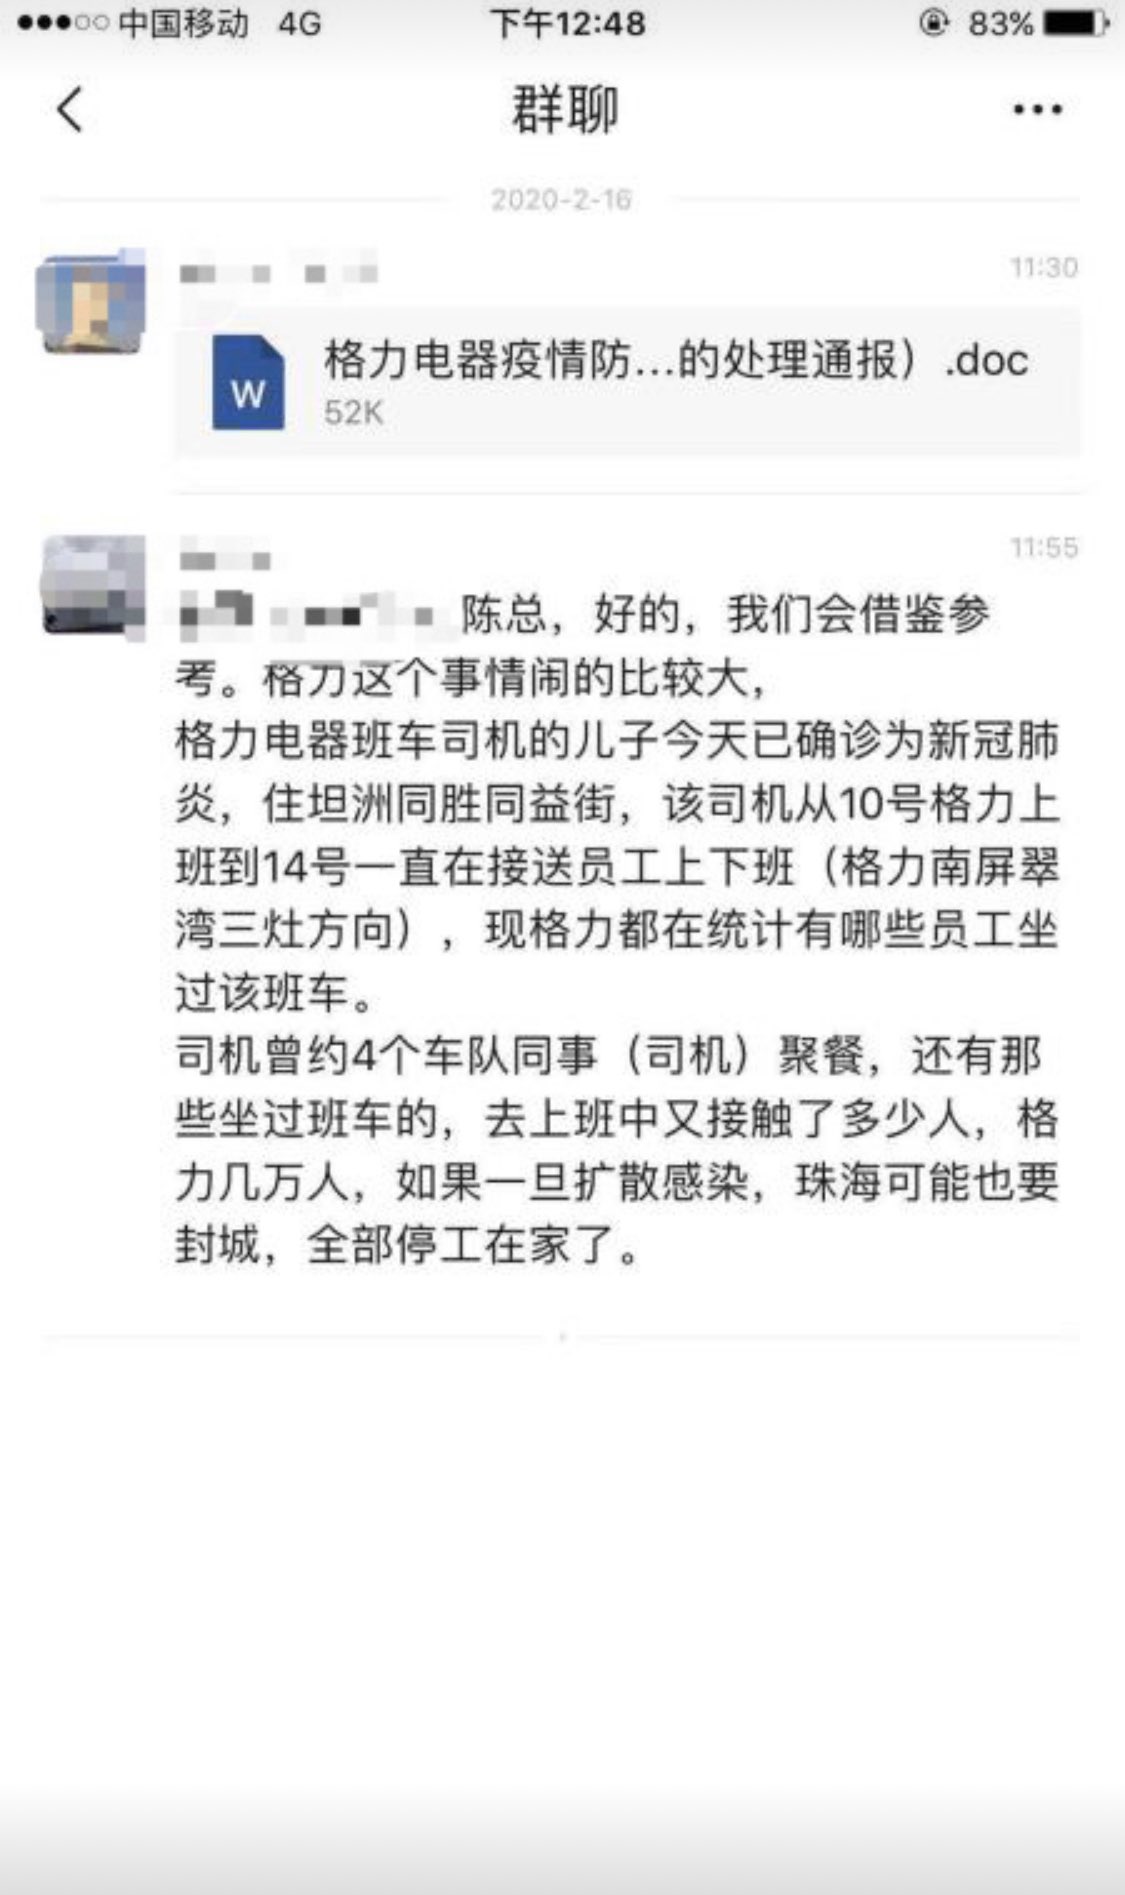 中国移动 4G 下午12:48 83%
群聊
2020-2-16
11:30
格力电器疫情防...的处理通报）.doc
W
52K
11:55
陈总，好的，我们会借鉴参
考。格力这个事情闹的比较大，
格力电器班车司机的儿子今天已确诊为新冠肺
炎，住坦洲同胜同益街，该司机从10号格力上
班到14号一直在接送员工上下班（格力南屏翠
湾三灶方向），现格力都在统计有哪些员工坐
过该班车。
司机曾约4个车队同事（司机）聚餐，还有那
些坐过班车的，去上班中又接触了多少人，格
力几万人，如果一旦扩散感染，珠海可能也要
封城，全部停工在家了。